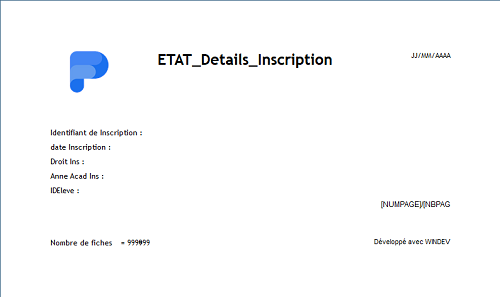 ETAT_Details_Inscription
JJ/MM/AAAA
Identifiant de Inscription :
date Inscription :
Droit Ins :
Anne Acad Ins :
IDEleve :
[NUMPAGE]/[NBPAG
Nombre de fiches = 999999
Développé avec WINDEV